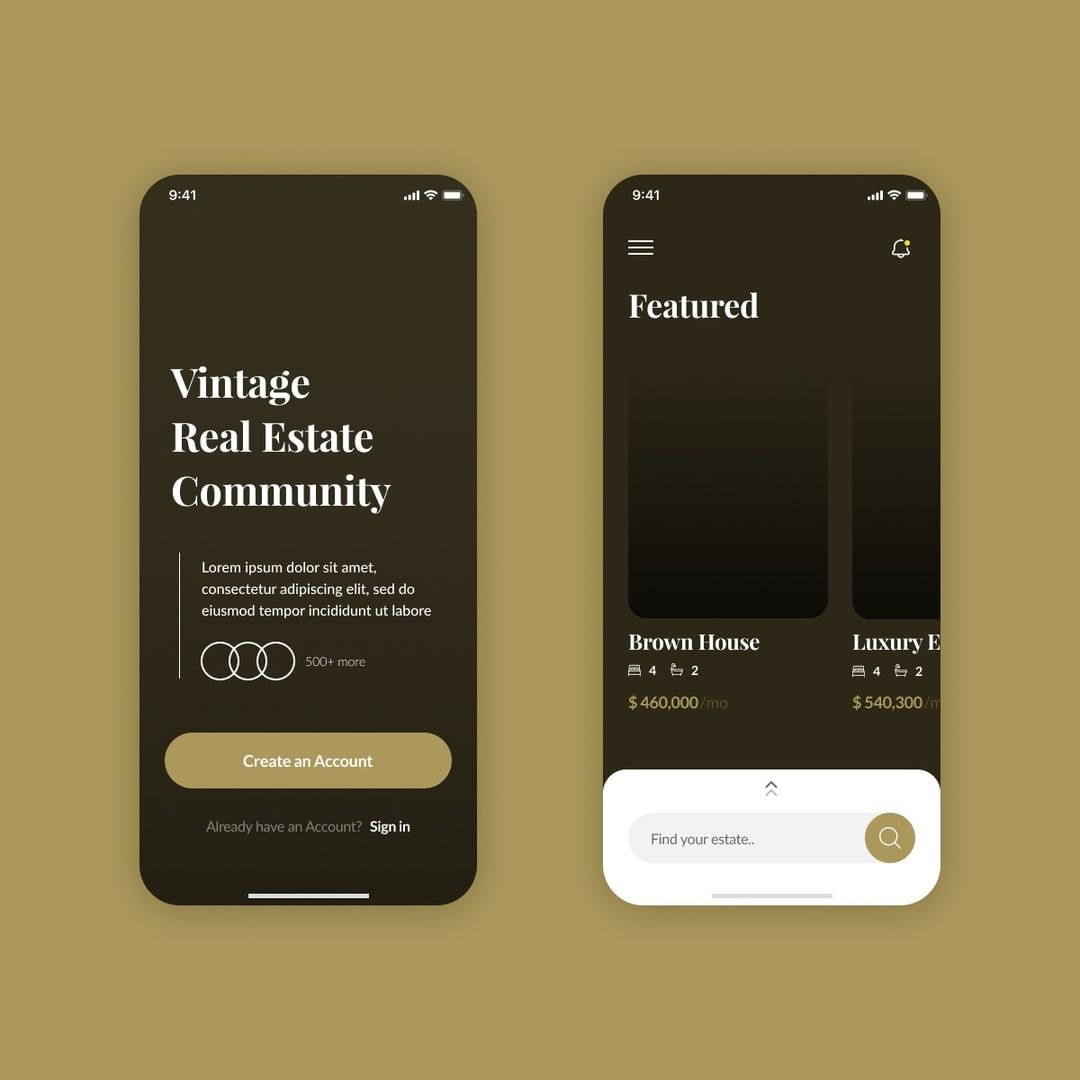 9:41
Vintage
Real Estate
Community
Lorem ipsum dolor sit amet,
consectetur adipiscing elit, sed do
eiusmod tempor incididunt ut labore
500+ more
Create an Account
Already have an Account? Sign in
9:41
Featured
Brown House
4 2
$ 460,000/mo
Luxury E
4 2
$ 540,300/m
Find your estate..